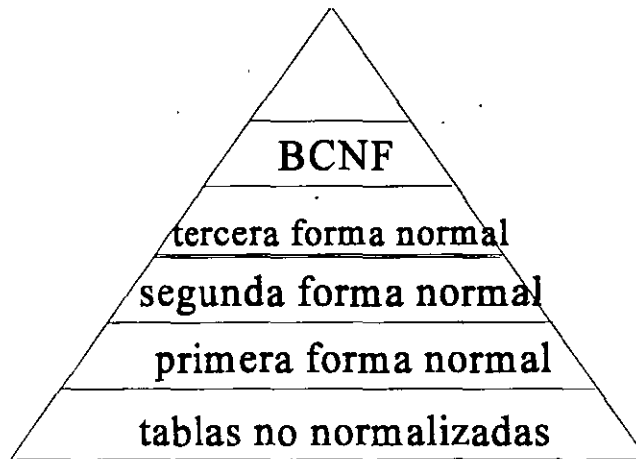 BCNF
tercera forma normal
segunda forma normal
primera forma normal
tablas no normalizadas